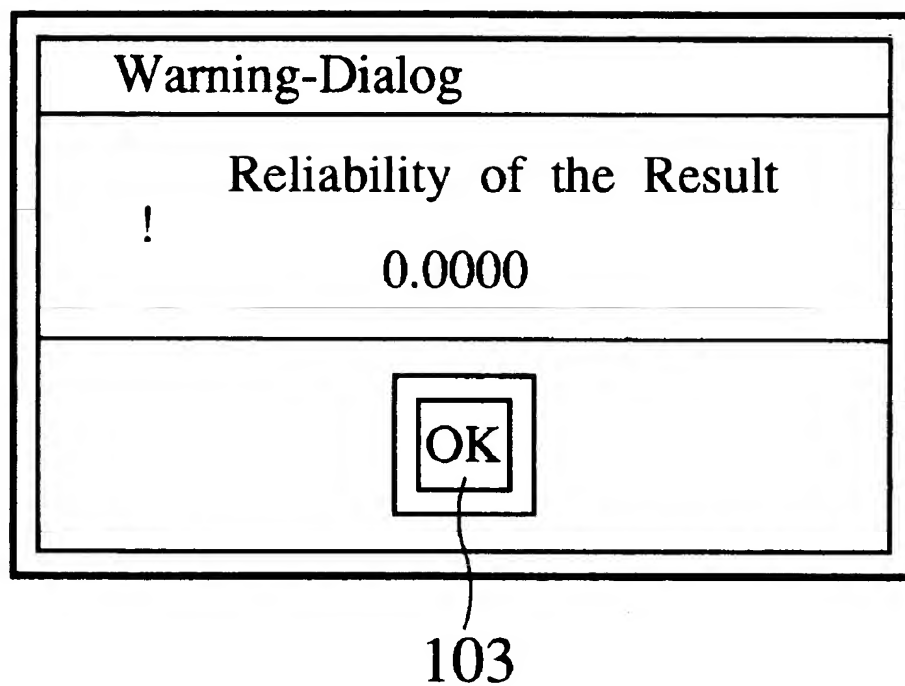 Warning-Dialog
Reliability of the Result
!
0.0000
OK
103